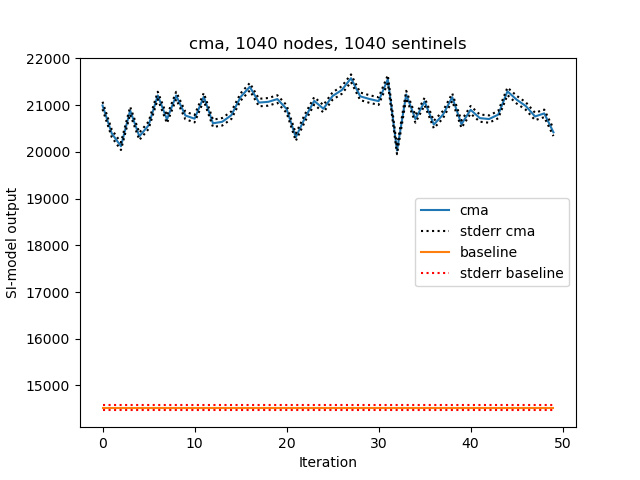 cma, 1040 nodes, 1040 sentinels
22000
21000
20000
19000
18000
17000
16000
15000
SI-model output
cma
stderr cma
baseline
stderr baseline
0 10 20 30 40 50
Iteration